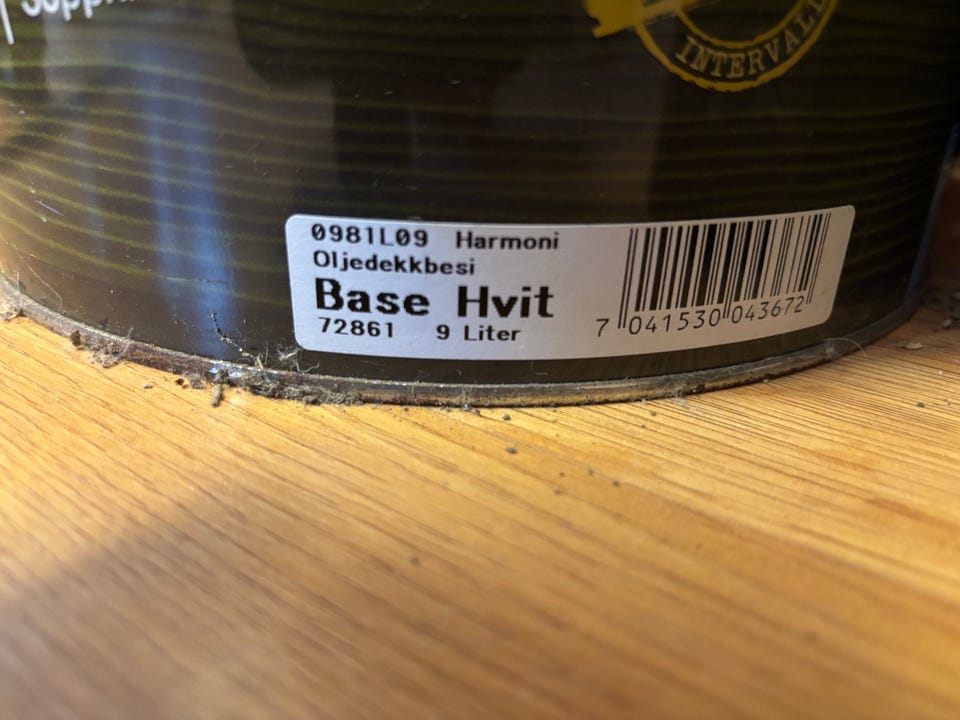 INTERVALL
0981L09 Harmoni
Oljedekkbesi
Base Hvit
72861 9 Liter
7 041530 043672